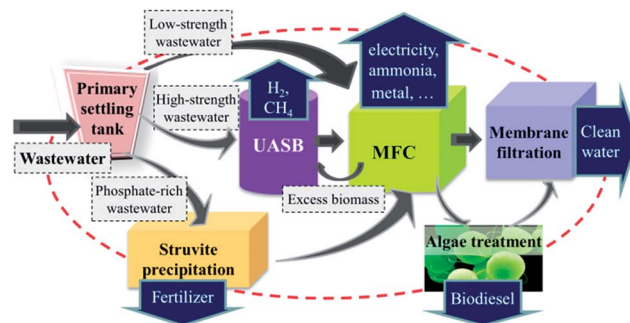 Low-strength
wastewater
electricity,
ammonia,
metal, ...
Primary
settling
tank
High-strength
wastewater
H2,
CH4
UASB
MFC
Membrane
filtration
Clean
water
Wastewater
Phosphate-rich
wastewater
Excess biomass
Struvite
precipitation
Algae treatment
Fertilizer
Biodiesel